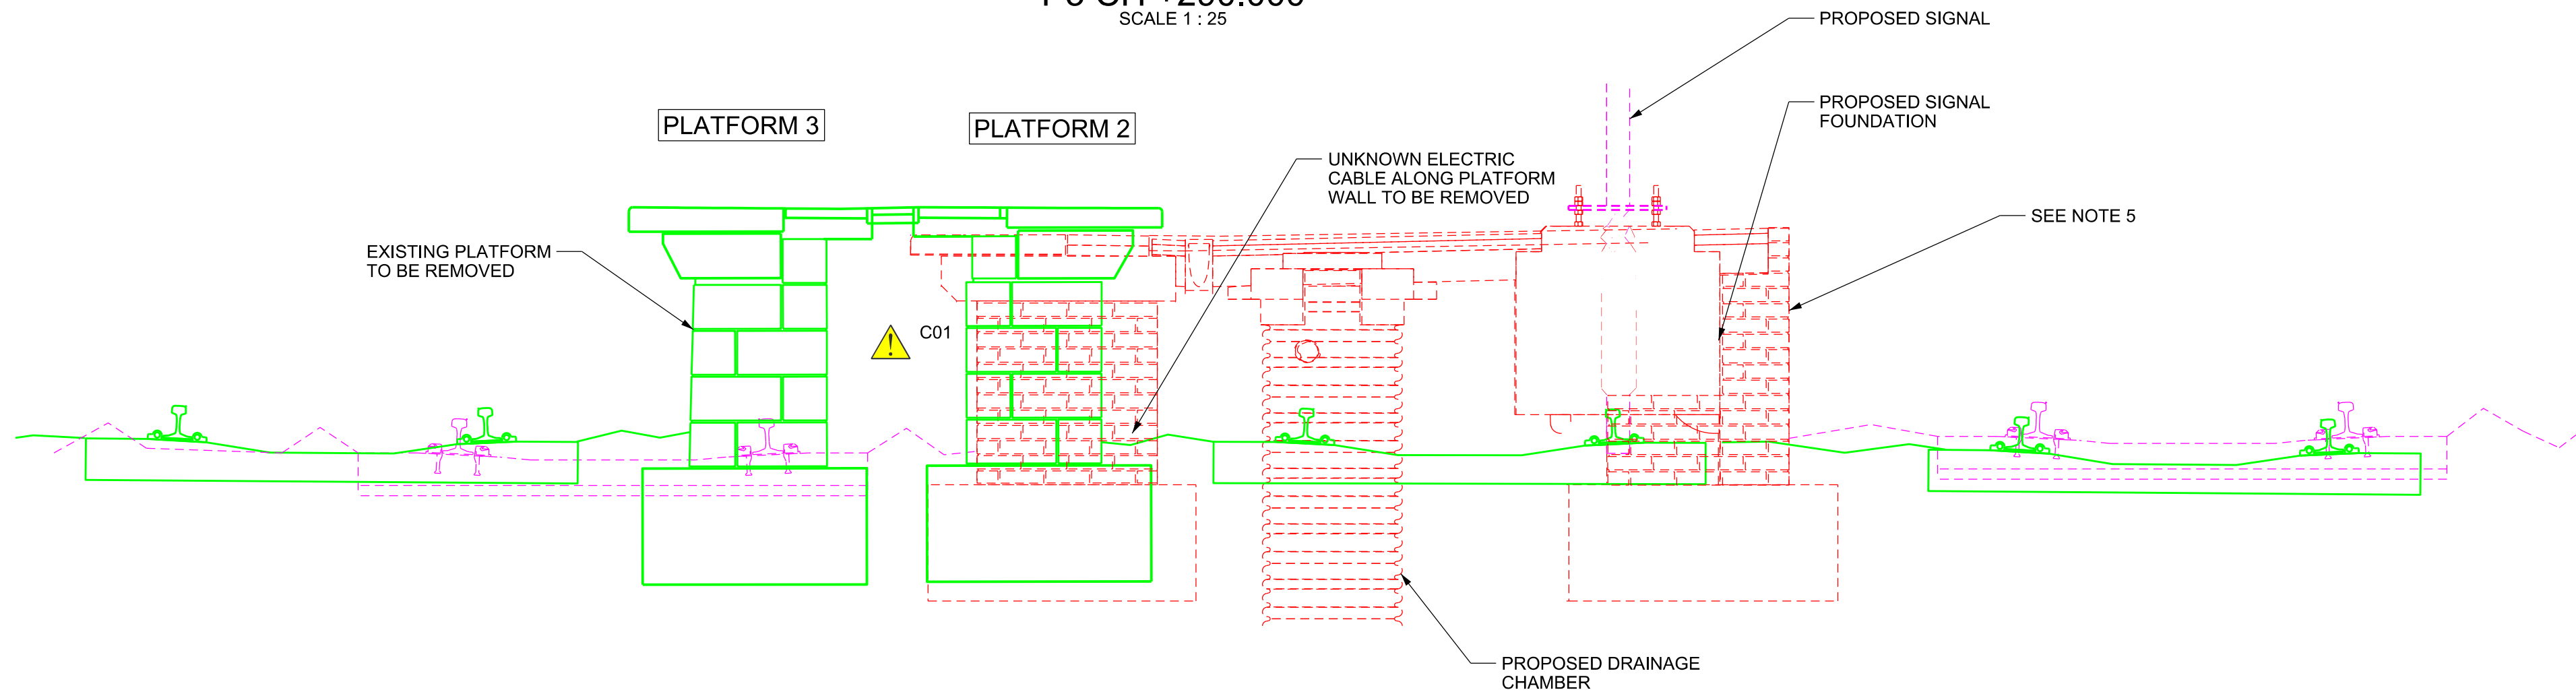 SCALE 1 : 25
PROPOSED SIGNAL
PROPOSED SIGNAL
FOUNDATION
PLATFORM 3
PLATFORM 2
UNKNOWN ELECTRIC
CABLE ALONG PLATFORM
WALL TO BE REMOVED
SEE NOTE 5
EXISTING PLATFORM
TO BE REMOVED
C01
PROPOSED DRAINAGE
CHAMBER